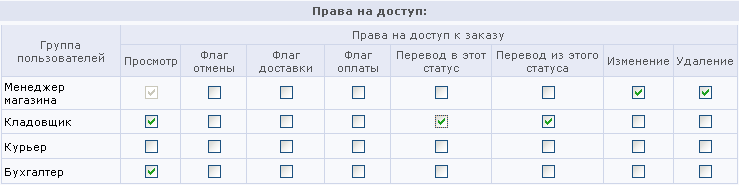 Права на доступ:
Группа пользователей
Права на доступ к заказу
Просмотр
Флаг отмены
Флаг доставки
Флаг оплаты
Перевод в этот статус
Перевод из этого статуса
Изменение
Удаление
Менеджер магазина
Кладовщик
Курьер
Бухгалтер